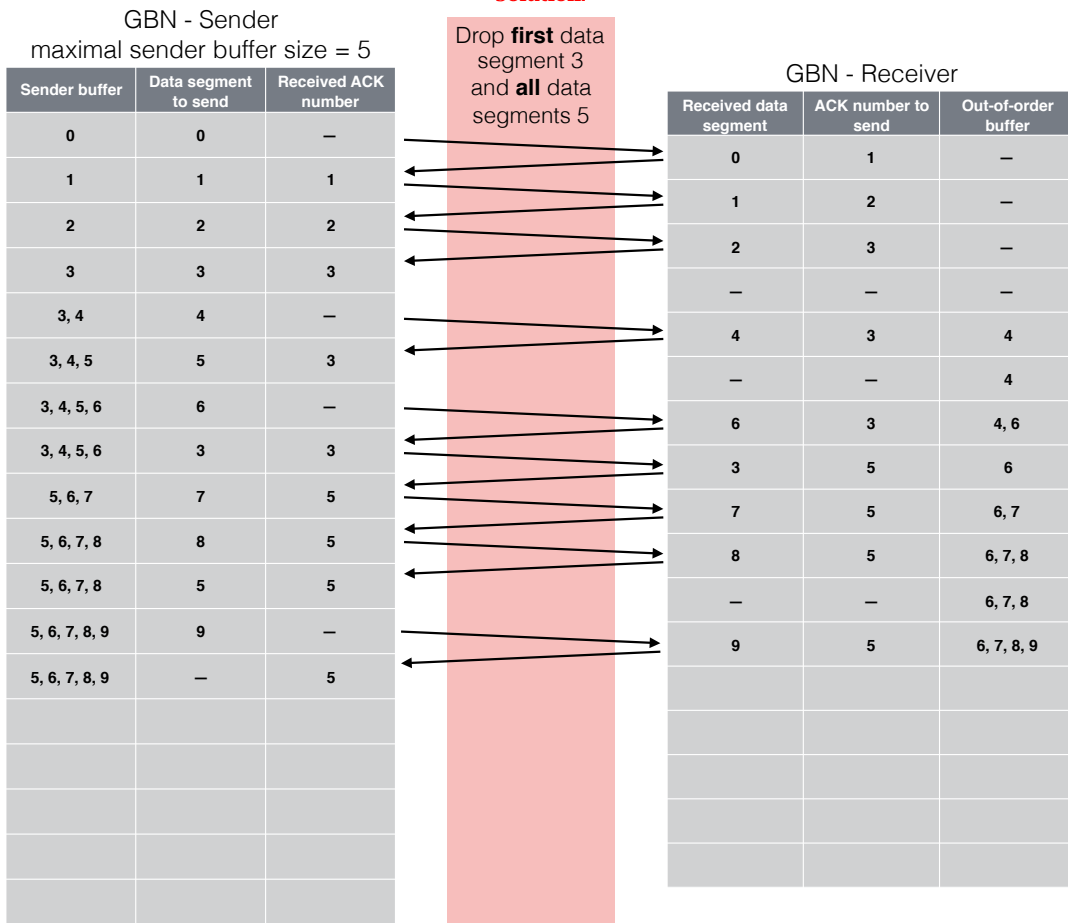 GBN - Sender
maximal sender buffer size = 5
Sender buffer Data segment to send Received ACK number
0 0 –
1 1 1
2 2 2
3 3 3
3, 4 4 –
3, 4, 5 5 3
3, 4, 5, 6 6 –
3, 4, 5, 6 3 3
5, 6, 7 7 5
5, 6, 7, 8 8 5
5, 6, 7, 8 5 5
5, 6, 7, 8, 9 9 –
5, 6, 7, 8, 9 – 5
Drop first data
segment 3
and all data
segments 5
GBN - Receiver
Received data segment ACK number to send Out-of-order buffer
0 1 –
1 2 –
2 3 –
– – –
4 3 4
– – 4
6 3 4, 6
3 5 6
7 5 6, 7
8 5 6, 7, 8
– – 6, 7, 8
9 5 6, 7, 8, 9